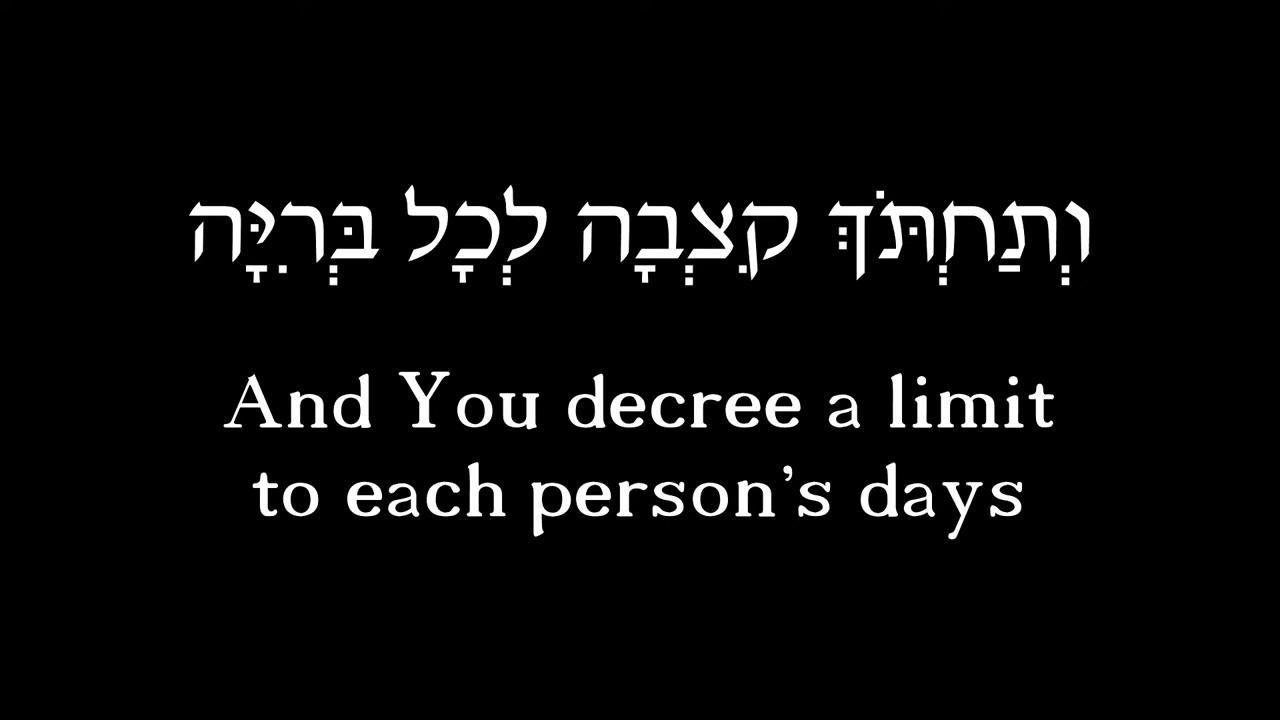 וְתַחְתֹּךְ קִצְבָה לְכָל בְּרִיָּה
And You decree a limit
to each person's days